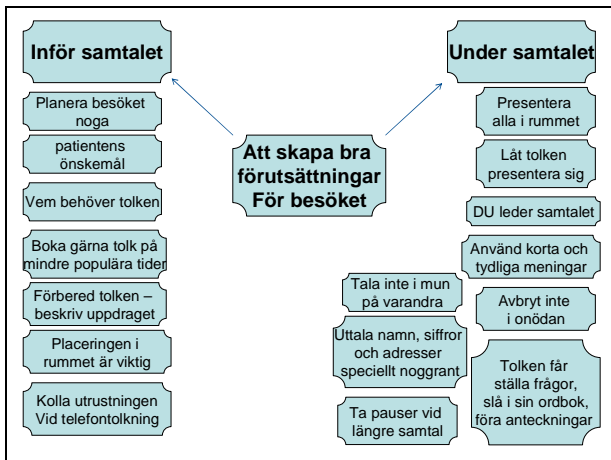 Inför samtalet
Planera besöket
noga
patientens
önskemål
Vem behöver tolken
Boka gärna tolk på
mindre populära tider
Förbered tolken –
beskriv uppdraget
Placeringen i
rummet är viktig
Kolla utrustningen
Vid telefontolkning
Att skapa bra
förutsättningar
För besöket
Under samtalet
Presentera
alla i rummet
Låt tolken
presentera sig
DU leder samtalet
Använd korta och
tydliga meningar
Avbryt inte
i onödan
Tolken får
ställa frågor,
slå i sin ordbok,
föra anteckningar
Tala inte i mun
på varandra
Uttala namn, siffror
och adresser
speciellt noggrant
Ta pauser vid
längre samtal